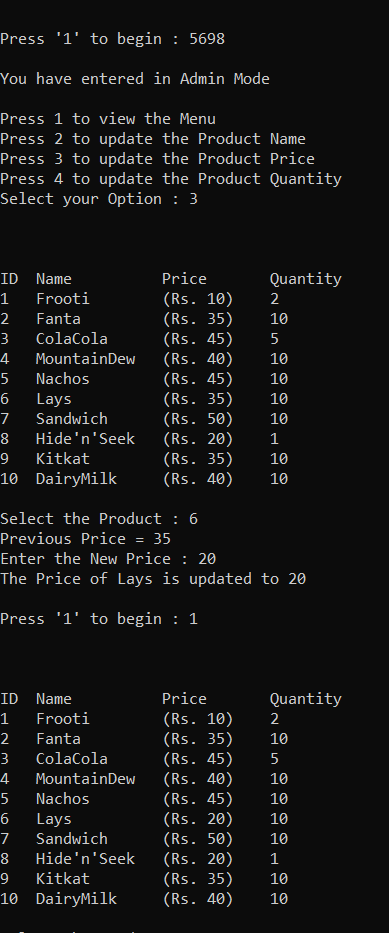 Press '1' to begin : 5698
You have entered in Admin Mode
Press 1 to view the Menu
Press 2 to update the Product Name
Press 3 to update the Product Price
Press 4 to update the Product Quantity
Select your Option : 3
ID Name Price Quantity
1 Frooti (Rs. 10) 2
2 Fanta (Rs. 35) 10
3 ColaCola (Rs. 45) 5
4 MountainDew (Rs. 40) 10
5 Nachos (Rs. 45) 10
6 Lays (Rs. 35) 10
7 Sandwich (Rs. 50) 10
8 Hide'n'Seek (Rs. 20) 1
9 Kitkat (Rs. 35) 10
10 DairyMilk (Rs. 40) 10
Select the Product : 6
Previous Price = 35
Enter the New Price : 20
The Price of Lays is updated to 20
Press '1' to begin : 1
ID Name Price Quantity
1 Frooti (Rs. 10) 2
2 Fanta (Rs. 35) 10
3 ColaCola (Rs. 45) 5
4 MountainDew (Rs. 40) 10
5 Nachos (Rs. 45) 10
6 Lays (Rs. 20) 10
7 Sandwich (Rs. 50) 10
8 Hide'n'Seek (Rs. 20) 1
9 Kitkat (Rs. 35) 10
10 DairyMilk (Rs. 40) 10